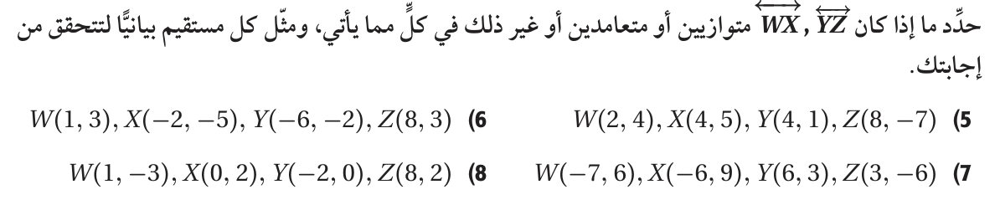 حدِّد ما إذا كان YZ , WX متوازيين أو متعامدين أو غير ذلك في كلٍّ مما يأتي، ومثّل كل مستقيم بيانيًّا لتتحقق من
إجابتك.
(5 W(2, 4), X(4, 5), Y(4, 1), Z(8, −7)
(6 W(1, 3), X(−2, −5), Y(−6, −2), Z(8, 3)
(7 W(−7, 6), X(−6, 9), Y(6, 3), Z(3, −6)
(8 W(1, −3), X(0, 2), Y(−2, 0), Z(8, 2)